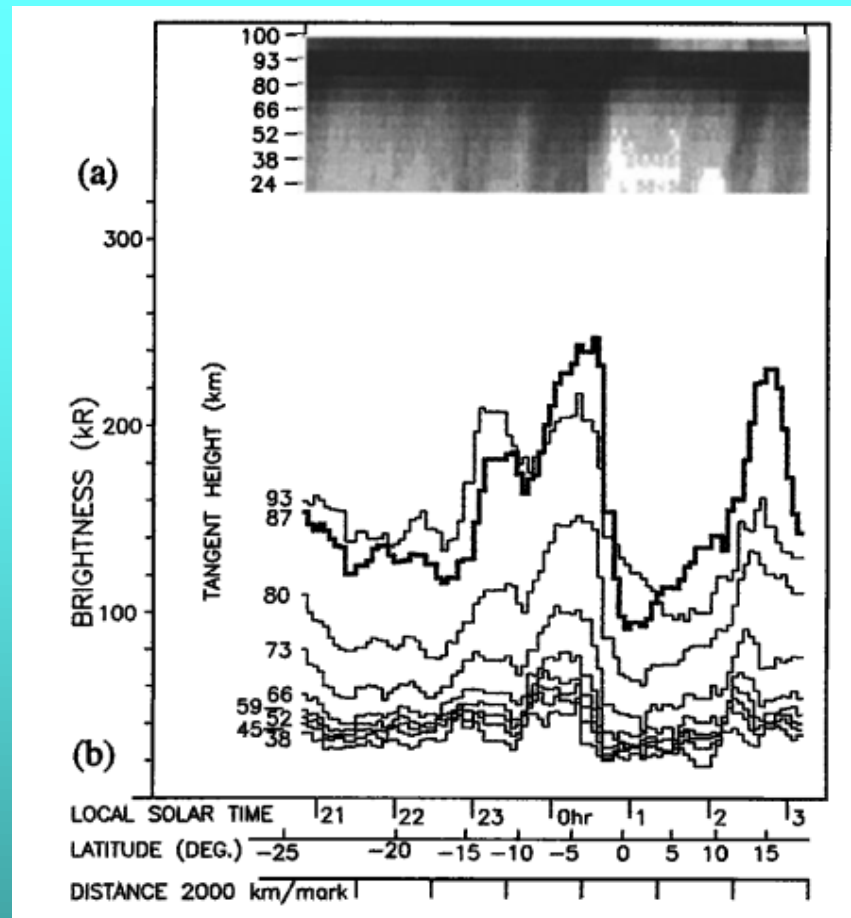 100
93
80
66
52
38
24
(a)
300
200
100
BRIGHTNESS (kR)
TANGENT HEIGHT (km)
93
87
80
73
66
59
52
45
38
(b)
LOCAL SOLAR TIME 21 22 23 0hr 1 2 3
LATITUDE (DEG.) -25 -20 -15 -10 -5 0 5 10 15
DISTANCE 2000 km/mark